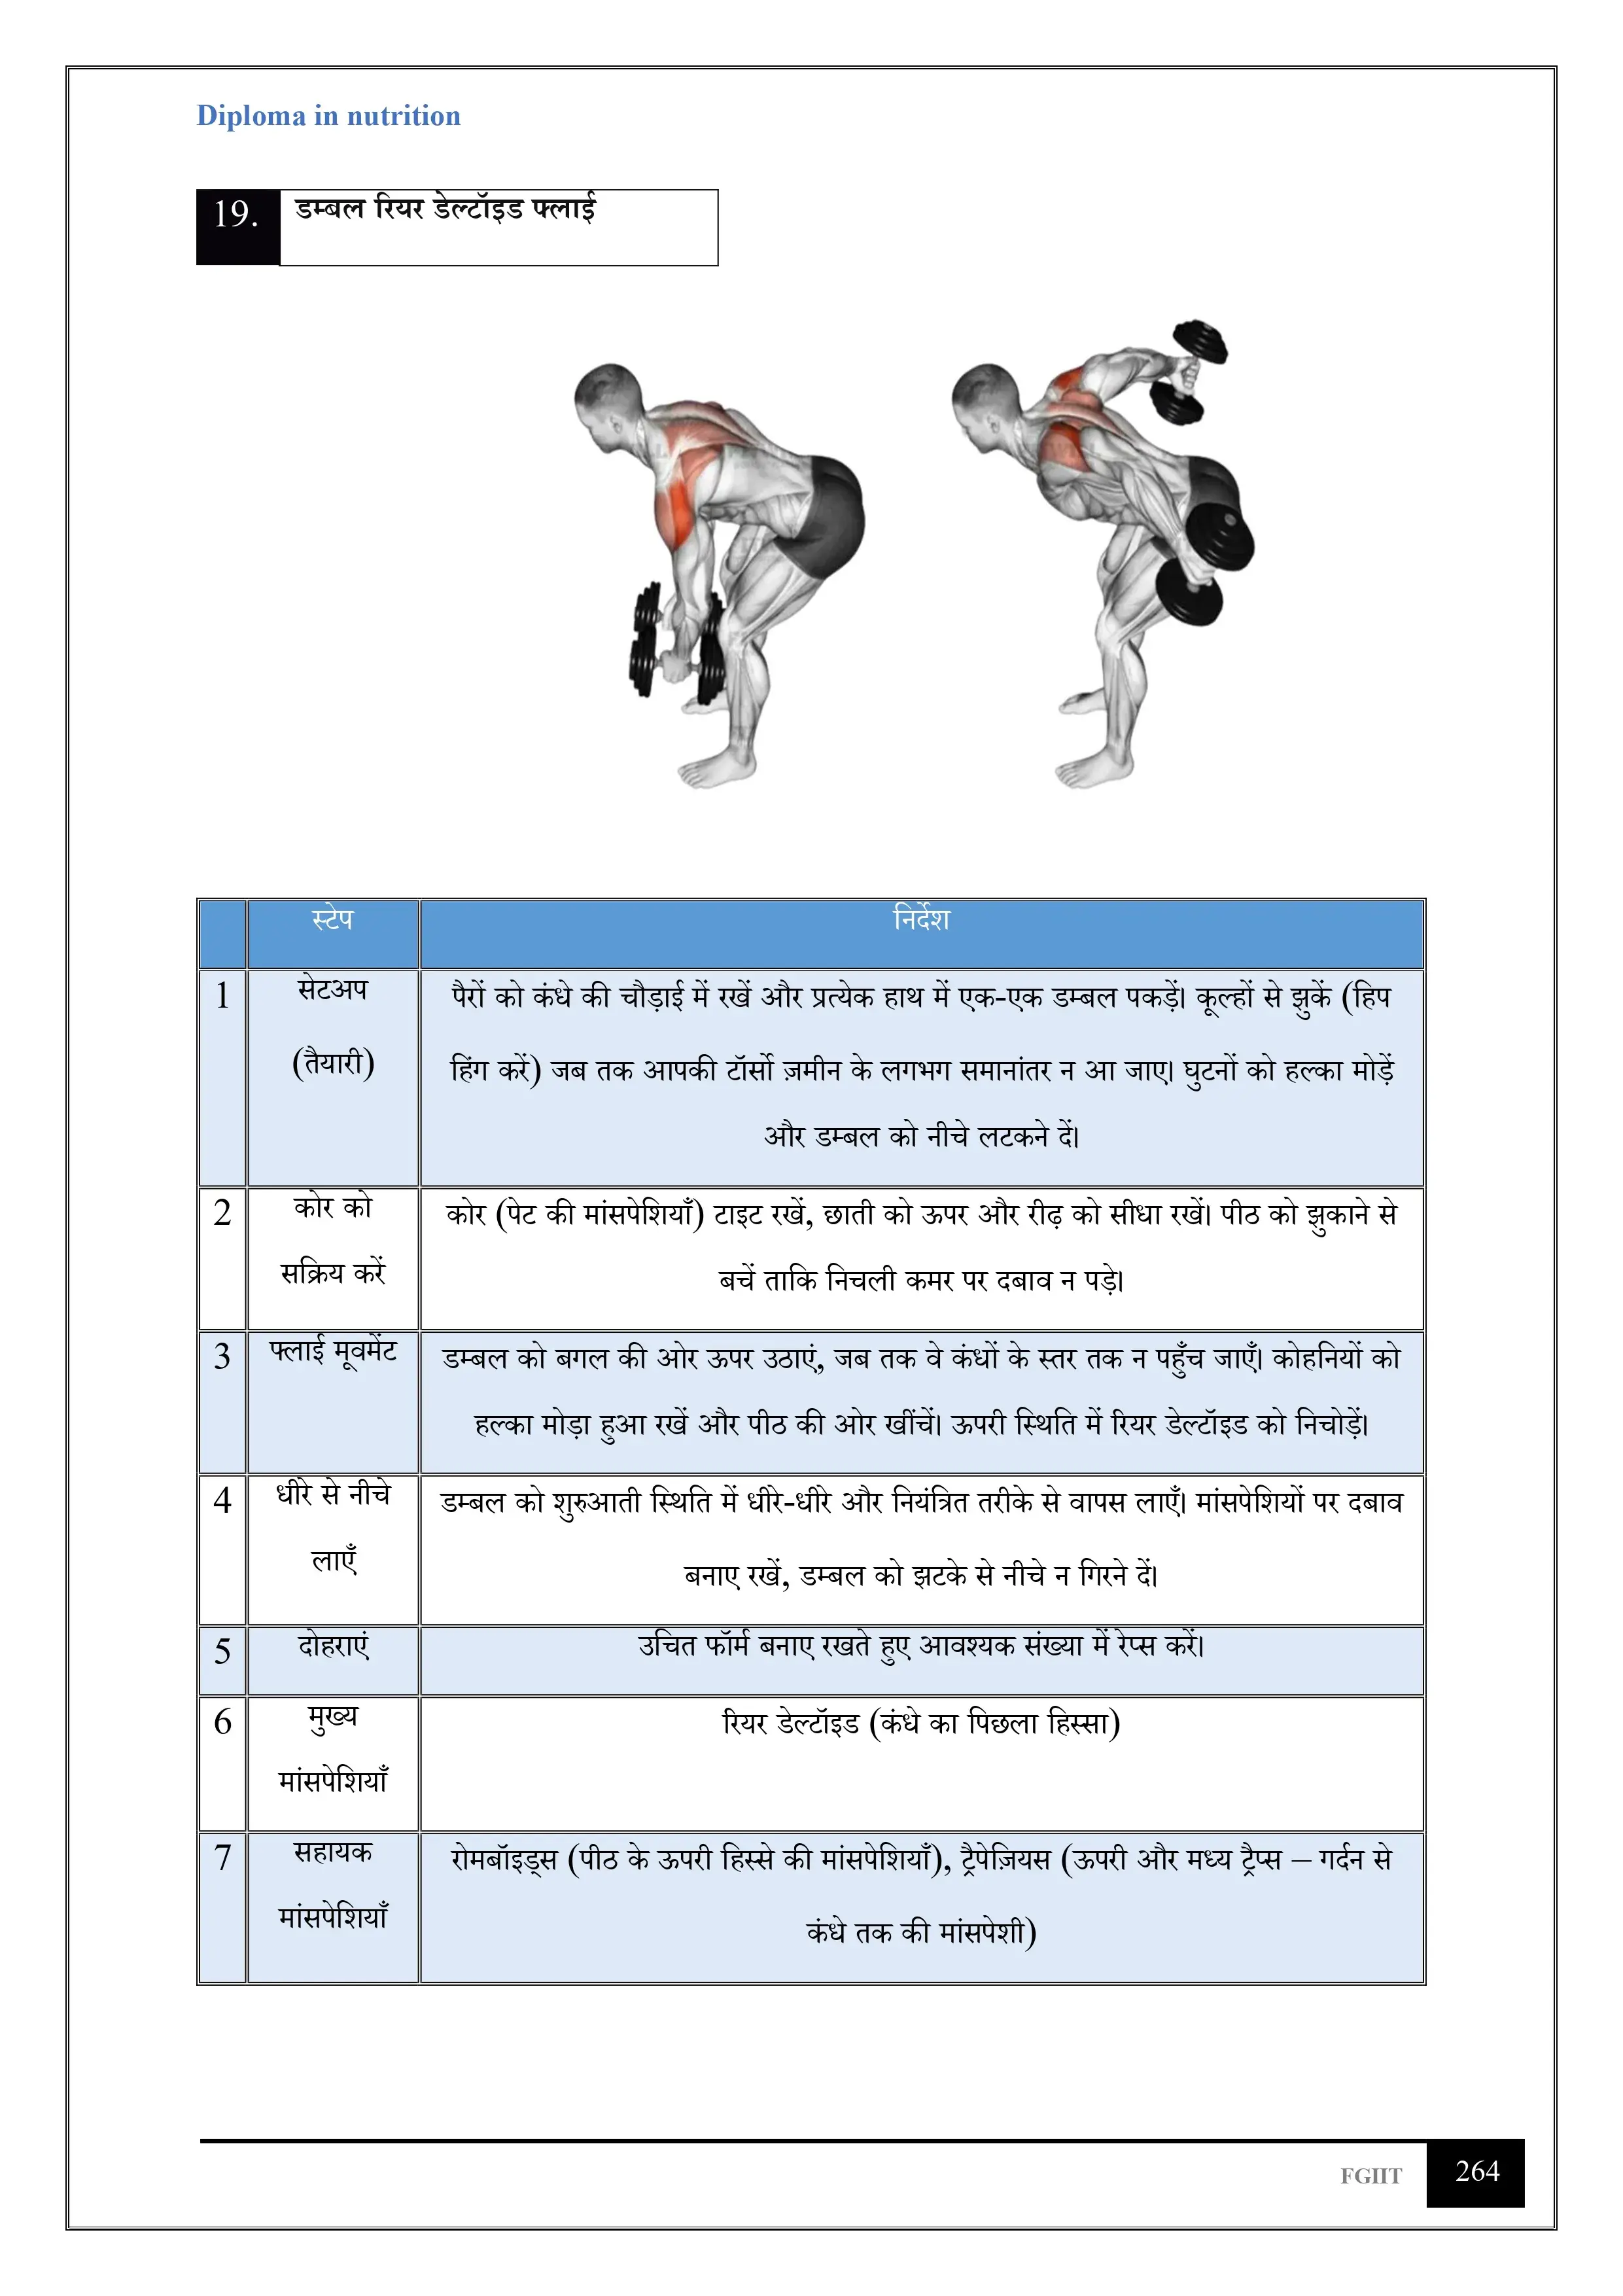 Diploma in nutrition
19. डम्बल रियर डेल्टॉइड फ्लाई
स्टेप निर्देश
1 सेटअप (तैयारी) पैरों को कंधे की चौड़ाई में रखें और प्रत्येक हाथ में एक-एक डम्बल पकड़ें। कूल्हों से झुकें (हिप
हिंग करें) जब तक आपकी टॉर्सो ज़मीन के लगभग समानांतर न आ जाए। घुटनों को हल्का मोड़ें
और डम्बल को नीचे लटकने दें।
2 कोर को सक्रिय करें कोर (पेट की मांसपेशियाँ) टाइट रखें, छाती को ऊपर और रीढ़ को सीधा रखें। पीठ को झुकाने से
बचें ताकि निचली कमर पर दबाव न पड़े।
3 फ्लाई मूवमेंट डम्बल को बगल की ओर ऊपर उठाएं, जब तक वे कंधों के स्तर तक न पहुँच जाएँ। कोहनियों को
हल्का मोड़ा हुआ रखें और पीठ की ओर खींचें। ऊपरी स्थिति में रियर डेल्टॉइड को निचोड़ें।
4 धीरे से नीचे लाएँ डम्बल को शुरुआती स्थिति में धीरे-धीरे और नियंत्रित तरीके से वापस लाएँ। मांसपेशियों पर दबाव
बनाए रखें, डम्बल को झटके से नीचे न गिरने दें।
5 दोहराएं उचित फॉर्म बनाए रखते हुए आवश्यक संख्या में रेप्स करें।
6 मुख्य मांसपेशियाँ रियर डेल्टॉइड (कंधे का पिछला हिस्सा)
7 सहायक मांसपेशियाँ रोमबॉइड्स (पीठ के ऊपरी हिस्से की मांसपेशियाँ), ट्रैपेज़ियस (ऊपरी और मध्य ट्रैप्स – गर्दन से
कंधे तक की मांसपेशी)
FGIIT 264